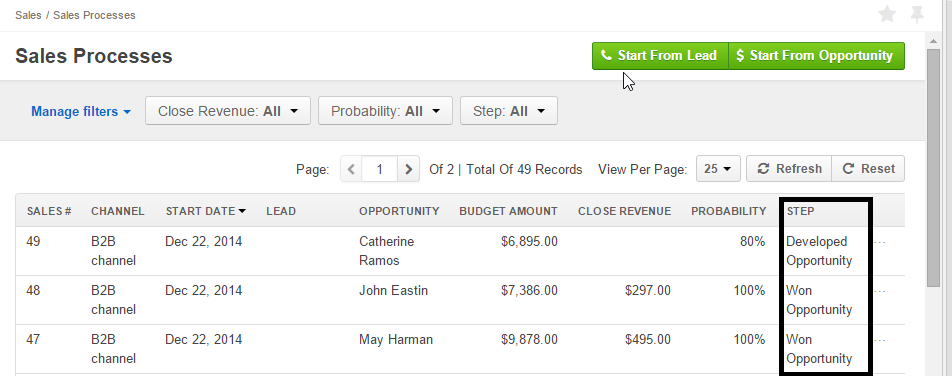 Sales / Sales Processes
Sales Processes
Start From Lead
$ Start From Opportunity
Manage filters
Close Revenue: All
Probability: All
Step: All
Page: 1 Of 2 | Total Of 49 Records View Per Page: 25 Refresh Reset
SALES # CHANNEL START DATE LEAD OPPORTUNITY BUDGET AMOUNT CLOSE REVENUE PROBABILITY STEP
49 B2B Dec 22, 2014 Catherine $6,895.00 80% Developed ...
channel Ramos Opportunity
48 B2B Dec 22, 2014 John Eastin $7,386.00 $297.00 100% Won ...
channel Opportunity
47 B2B Dec 22, 2014 May Harman $9,878.00 $495.00 100% Won ...
channel Opportunity